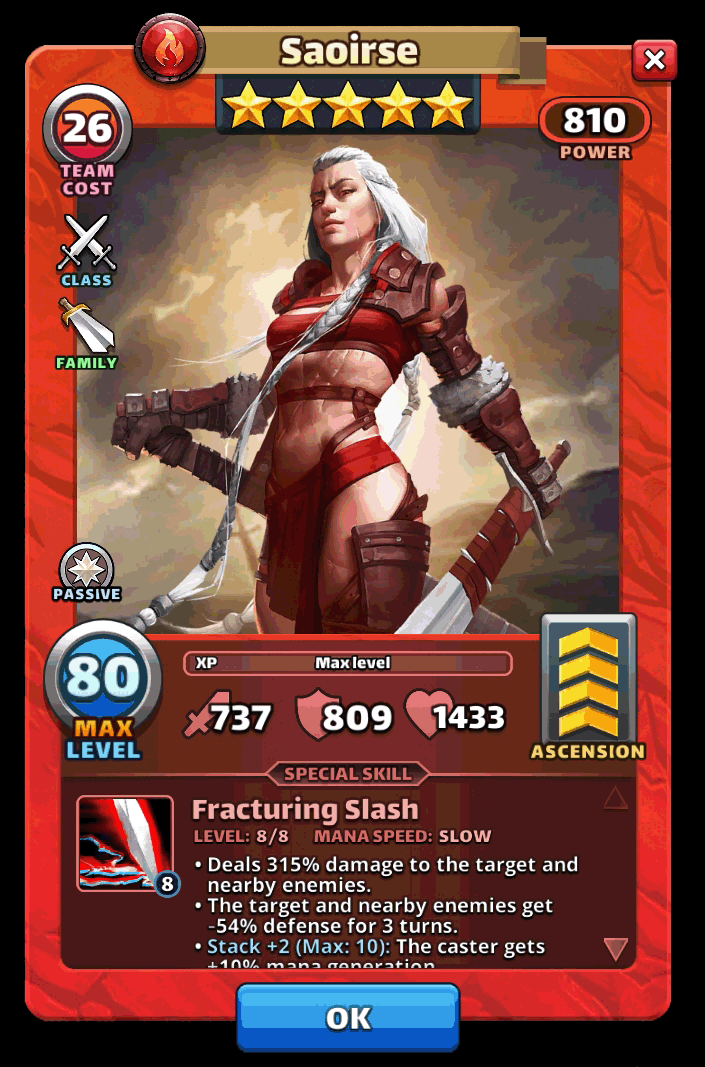 Saoirse
26
TEAM
COST
810
POWER
CLASS
FAMILY
PASSIVE
80
MAX
LEVEL
XP Max level
737 809 1433
ASCENSION
SPECIAL SKILL
Fracturing Slash
LEVEL: 8/8 MANA SPEED: SLOW
8
• Deals 315% damage to the target and
nearby enemies.
• The target and nearby enemies get
-54% defense for 3 turns.
• Stack +2 (Max: 10): The caster gets
+10% mana generation
OK